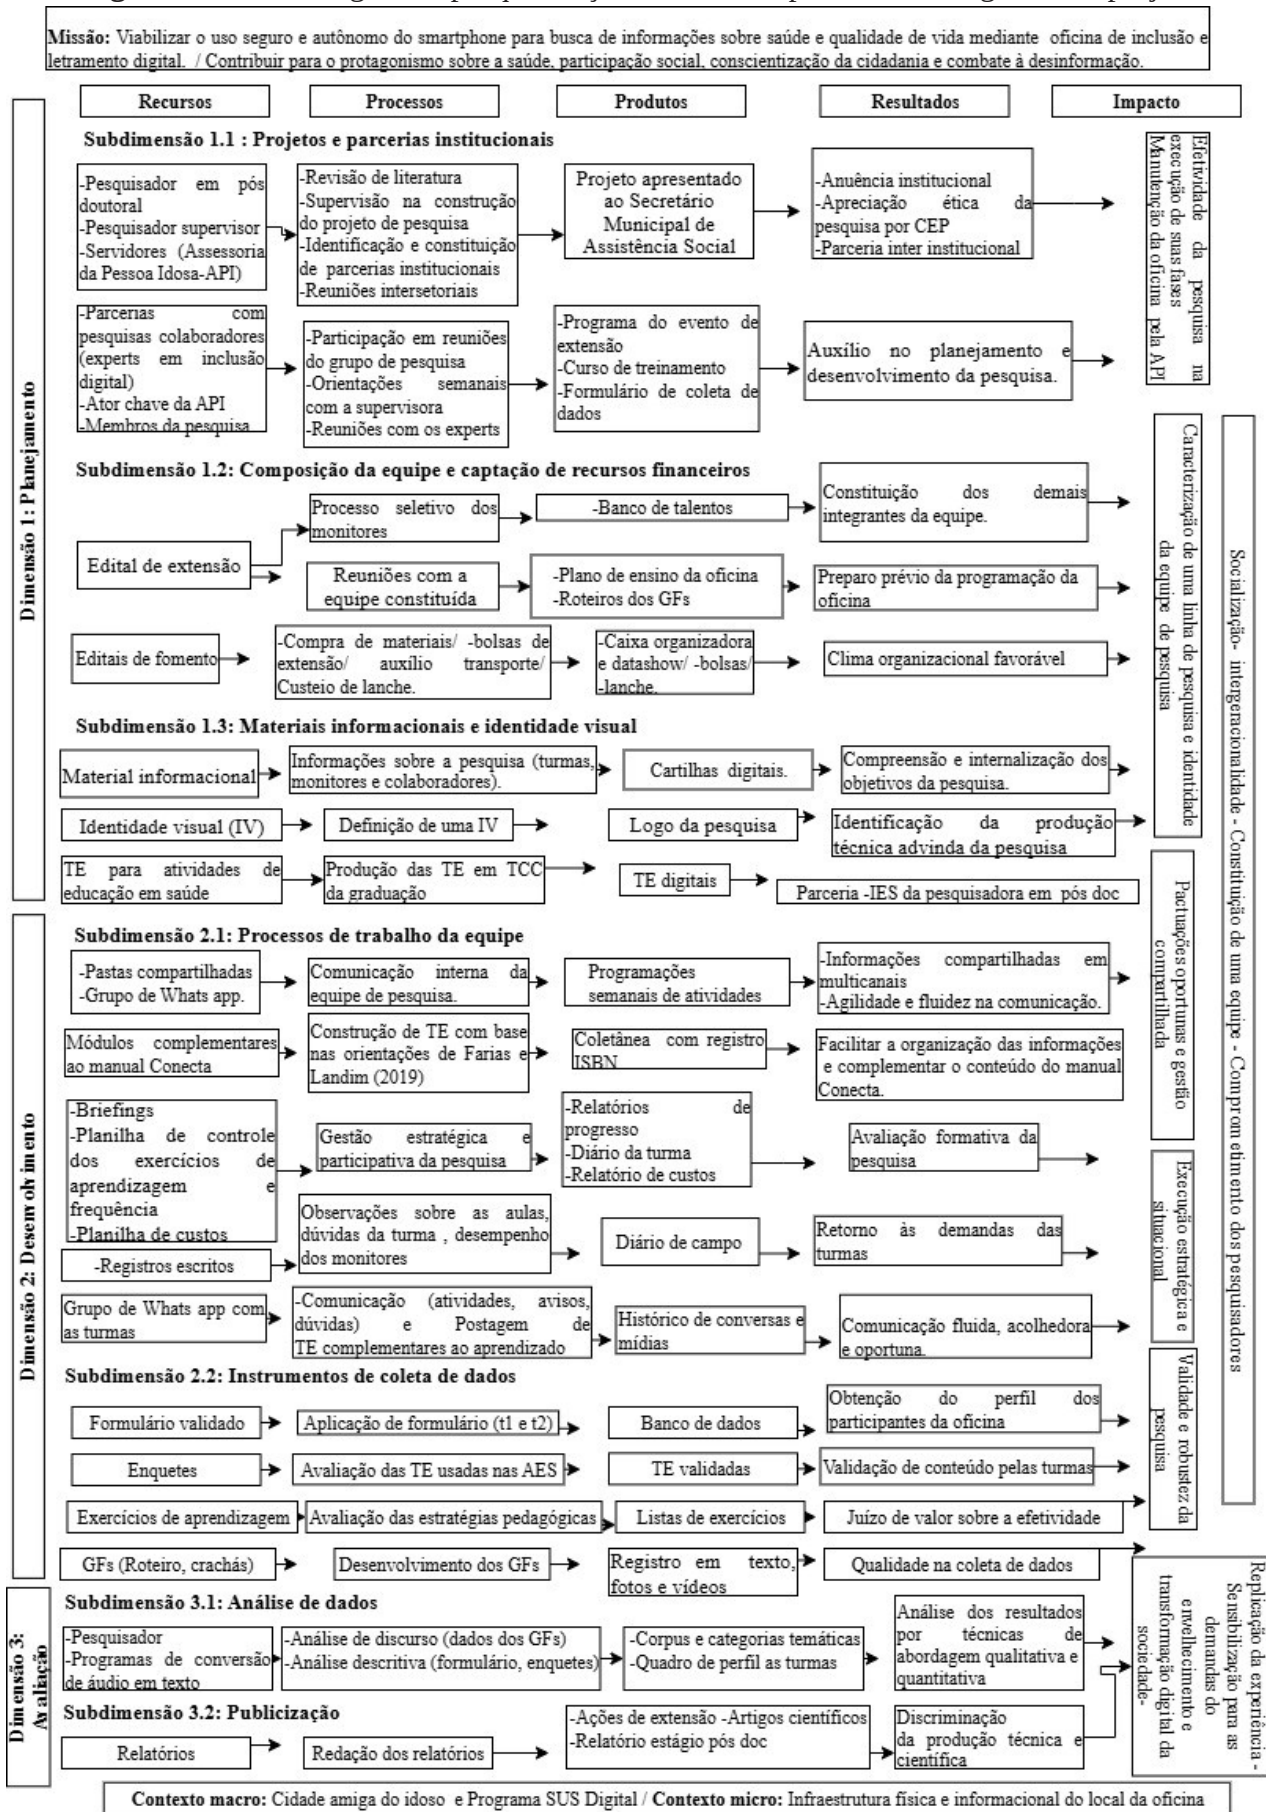 Missão: Viabilizar o uso seguro e autônomo do smartphone para busca de informações sobre saúde e qualidade de vida mediante oficina de inclusão e
letramento digital. / Contribuir para o protagonismo sobre a saúde, participação social, conscientização da cidadania e combate à desinformação.
Recursos
Processos
Produtos
Resultados
Impacto
Dimensão 1: Planejamento
Subdimensão 1.1 : Projetos e parcerias institucionais
-Pesquisador em pós
doutoral
-Pesquisador supervisor
-Servidores (Assessoria
da Pessoa Idosa-API)
-Revisão de literatura
-Supervisão na construção
do projeto de pesquisa
-Identificação e constituição
de parcerias institucionais
-Reuniões intersetoriais
Projeto apresentado
ao Secretário
Municipal de
Assistência Social
-Anuência institucional
-Apreciação ética da
pesquisa por CEP
-Parceria inter institucional
Efetividade da pesquisa na
execução de suas fases
Manutenção da oficina pela API
-Parcerias com
pesquisas colaboradores
(experts em inclusão
digital)
-Ator chave da API
-Membros da pesquisa
-Participação em reuniões
do grupo de pesquisa
-Orientações semanais
com a supervisora
-Reuniões com os experts
-Programa do evento de
extensão
-Curso de treinamento
-Formulário de coleta de
dados
Auxílio no planejamento e
desenvolvimento da pesquisa.
Subdimensão 1.2: Composição da equipe e captação de recursos financeiros
Edital de extensão
Processo seletivo dos
monitores
-Banco de talentos
Constituição dos demais
integrantes da equipe.
Reuniões com a
equipe constituída
-Plano de ensino da oficina
-Roteiros dos GFs
Preparo prévio da programação da
oficina
Editais de fomento
-Compra de materiais/ -bolsas de
extensão/ auxílio transporte/
Custeio de lanche.
-Caixa organizadora
e datashow/ -bolsas/
-lanche.
Clima organizacional favorável
Caracterização de uma linha de pesquisa e identidade
da equipe de pesquisa
Socialização- intergeracionalidade - Constituição de uma equipe - Comprometimento dos pesquisadores
Subdimensão 1.3: Materiais informacionais e identidade visual
Material informacional
Informações sobre a pesquisa (turmas,
monitores e colaboradores).
Cartilhas digitais.
Compreensão e internalização dos
objetivos da pesquisa.
Identidade visual (IV)
Definição de uma IV
Logo da pesquisa
Identificação da produção
técnica advinda da pesquisa
TE para atividades de
educação em saúde
Produção das TE em TCC
da graduação
TE digitais
Parceria -IES da pesquisadora em pós doc
Pactuações oportunas e gestão
compartilhada
Dimensão 2: Desenvolvimento
Subdimensão 2.1: Processos de trabalho da equipe
-Pastas compartilhadas
-Grupo de Whats app.
Comunicação interna da
equipe de pesquisa.
Programações
semanais de atividades
-Informações compartilhadas em
multicanais
-Agilidade e fluidez na comunicação.
Módulos complementares
ao manual Conecta
Construção de TE com base
nas orientações de Farias e
Landim (2019)
Coletânea com registro
ISBN
Facilitar a organização das informações
e complementar o conteúdo do manual
Conecta.
-Briefings
-Planilha de controle
dos exercícios de
aprendizagem e
frequência
-Planilha de custos
Gestão estratégica e
participativa da pesquisa
-Relatórios de
progresso
-Diário da turma
-Relatório de custos
Avaliação formativa da
pesquisa
Execução estratégica e
situacional
-Registros escritos
Observações sobre as aulas,
dúvidas da turma , desempenho
dos monitores
Diário de campo
Retorno às demandas das
turmas
Grupo de Whats app com
as turmas
-Comunicação (atividades, avisos,
dúvidas) e Postagem de
TE complementares ao aprendizado
Histórico de conversas e
mídias
Comunicação fluida, acolhedora
e oportuna.
Subdimensão 2.2: Instrumentos de coleta de dados
Formulário validado
Aplicação de formulário (t1 e t2)
Banco de dados
Obtenção do perfil dos
participantes da oficina
Validade e robustez da
pesquisa
Enquetes
Avaliação das TE usadas nas AES
TE validadas
Validação de conteúdo pelas turmas
Exercícios de aprendizagem
Avaliação das estratégias pedagógicas
Listas de exercícios
Juízo de valor sobre a efetividade
GFs (Roteiro, crachás)
Desenvolvimento dos GFs
Registro em texto,
fotos e vídeos
Qualidade na coleta de dados
Dimensão 3:
Avaliação
Subdimensão 3.1: Análise de dados
-Pesquisador
-Programas de conversão
de áudio em texto
-Análise de discurso (dados dos GFs)
-Análise descritiva (formulário, enquetes)
-Corpus e categorias temáticas
-Quadro de perfil as turmas
Análise dos resultados
por técnicas de
abordagem qualitativa e
quantitativa
Replicação da experiência -
Sensibilização para as
demandas do
envelhecimento e
transformação digital da
sociedade-
Subdimensão 3.2: Publicização
Relatórios
Redação dos relatórios
-Ações de extensão -Artigos científicos
-Relatório estágio pós doc
Discriminação
da produção técnica e
científica
Contexto macro: Cidade amiga do idoso e Programa SUS Digital / Contexto micro: Infraestrutura física e informacional do local da oficina